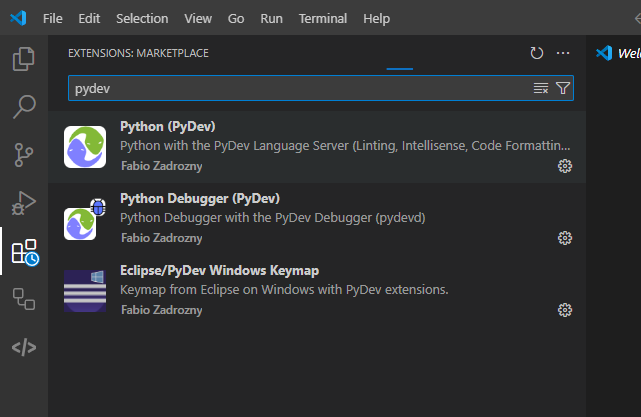 File Edit Selection View Go Run Terminal Help
EXTENSIONS: MARKETPLACE
Welc
pydev
Python (PyDev)
Python with the PyDev Language Server (Linting, Intellisense, Code Formattin...
Fabio Zadrozny
Python Debugger (PyDev)
Python Debugger with the PyDev Debugger (pydevd)
Fabio Zadrozny
Eclipse/PyDev Windows Keymap
Keymap from Eclipse on Windows with PyDev extensions.
Fabio Zadrozny